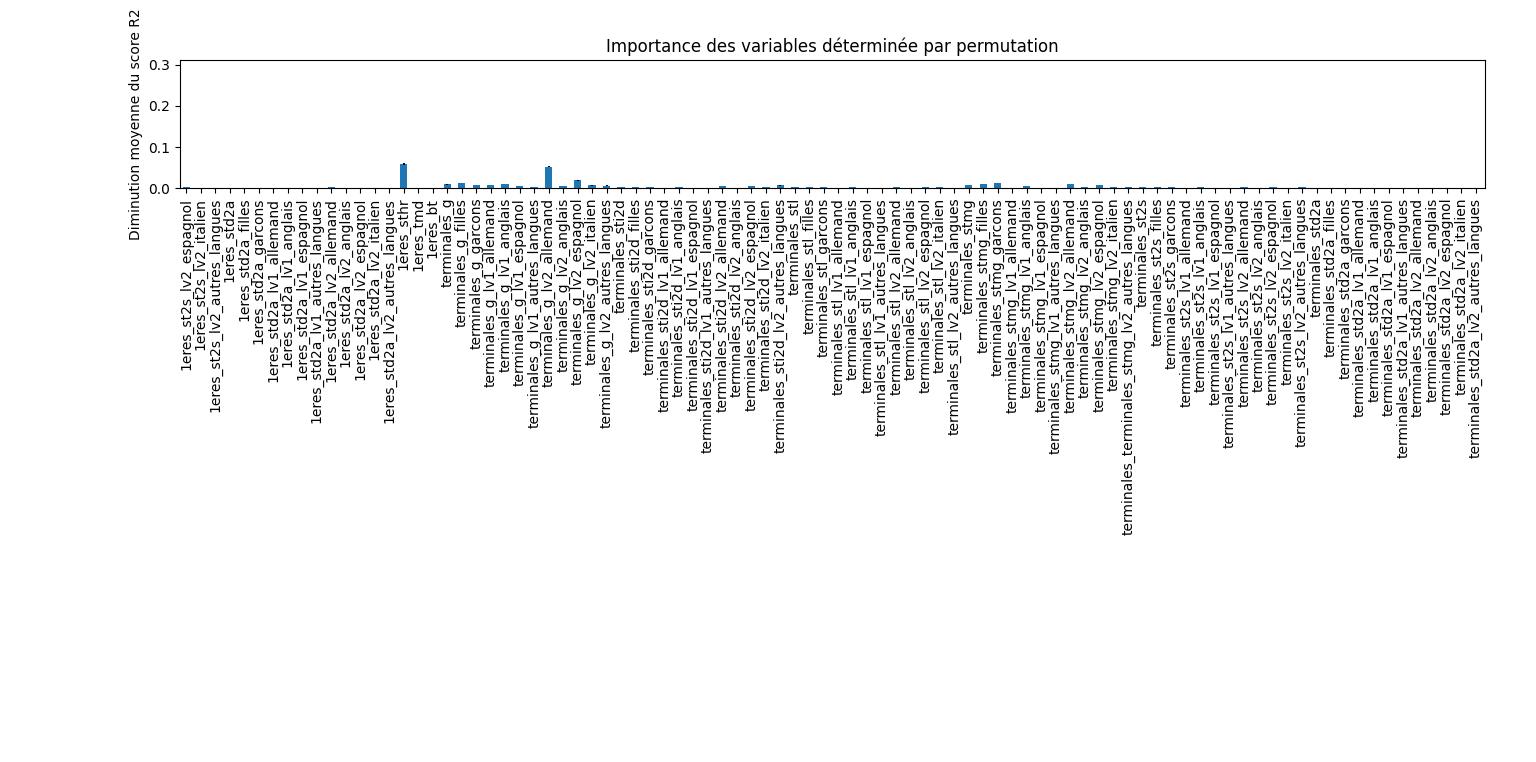 Importance des variables déterminée par permutation
Diminution moyenne du score R2
0.3
0.2
0.1
0.0
1eres_st2s_lv2_espagnol
1eres_st2s_lv2_italien
1eres_st2s_lv2_autres_langues
1eres_std2a
1eres_std2a_filles
1eres_std2a_garcons
1eres_std2a_lv1_allemand
1eres_std2a_lv1_anglais
1eres_std2a_lv1_espagnol
1eres_std2a_lv1_autres_langues
1eres_std2a_lv2_allemand
1eres_std2a_lv2_anglais
1eres_std2a_lv2_espagnol
1eres_std2a_lv2_italien
1eres_std2a_lv2_autres_langues
1eres_sthr
1eres_tmd
1eres_bt
terminales_g
terminales_g_filles
terminales_g_garcons
terminales_g_lv1_allemand
terminales_g_lv1_anglais
terminales_g_lv1_espagnol
terminales_g_lv1_autres_langues
terminales_g_lv2_allemand
terminales_g_lv2_anglais
terminales_g_lv2_espagnol
terminales_g_lv2_italien
terminales_g_lv2_autres_langues
terminales_sti2d
terminales_sti2d_filles
terminales_sti2d_garcons
terminales_sti2d_lv1_allemand
terminales_sti2d_lv1_anglais
terminales_sti2d_lv1_espagnol
terminales_sti2d_lv1_autres_langues
terminales_sti2d_lv2_allemand
terminales_sti2d_lv2_anglais
terminales_sti2d_lv2_espagnol
terminales_sti2d_lv2_italien
terminales_sti2d_lv2_autres_langues
terminales_stl
terminales_stl_filles
terminales_stl_garcons
terminales_stl_lv1_allemand
terminales_stl_lv1_anglais
terminales_stl_lv1_espagnol
terminales_stl_lv1_autres_langues
terminales_stl_lv2_allemand
terminales_stl_lv2_anglais
terminales_stl_lv2_espagnol
terminales_stl_lv2_italien
terminales_stl_lv2_autres_langues
terminales_stmg
terminales_stmg_filles
terminales_stmg_garcons
terminales_stmg_lv1_allemand
terminales_stmg_lv1_anglais
terminales_stmg_lv1_espagnol
terminales_stmg_lv1_autres_langues
terminales_stmg_lv2_allemand
terminales_stmg_lv2_anglais
terminales_stmg_lv2_espagnol
terminales_stmg_lv2_italien
terminales_terminales_stmg_lv2_autres_langues
terminales_st2s
terminales_st2s_filles
terminales_st2s_garcons
terminales_st2s_lv1_allemand
terminales_st2s_lv1_anglais
terminales_st2s_lv1_espagnol
terminales_st2s_lv1_autres_langues
terminales_st2s_lv2_allemand
terminales_st2s_lv2_anglais
terminales_st2s_lv2_espagnol
terminales_st2s_lv2_italien
terminales_st2s_lv2_autres_langues
terminales_std2a
terminales_std2a_filles
terminales_std2a_garcons
terminales_std2a_lv1_allemand
terminales_std2a_lv1_anglais
terminales_std2a_lv1_espagnol
terminales_std2a_lv1_autres_langues
terminales_std2a_lv2_allemand
terminales_std2a_lv2_anglais
terminales_std2a_lv2_espagnol
terminales_std2a_lv2_italien
terminales_std2a_lv2_autres_langues